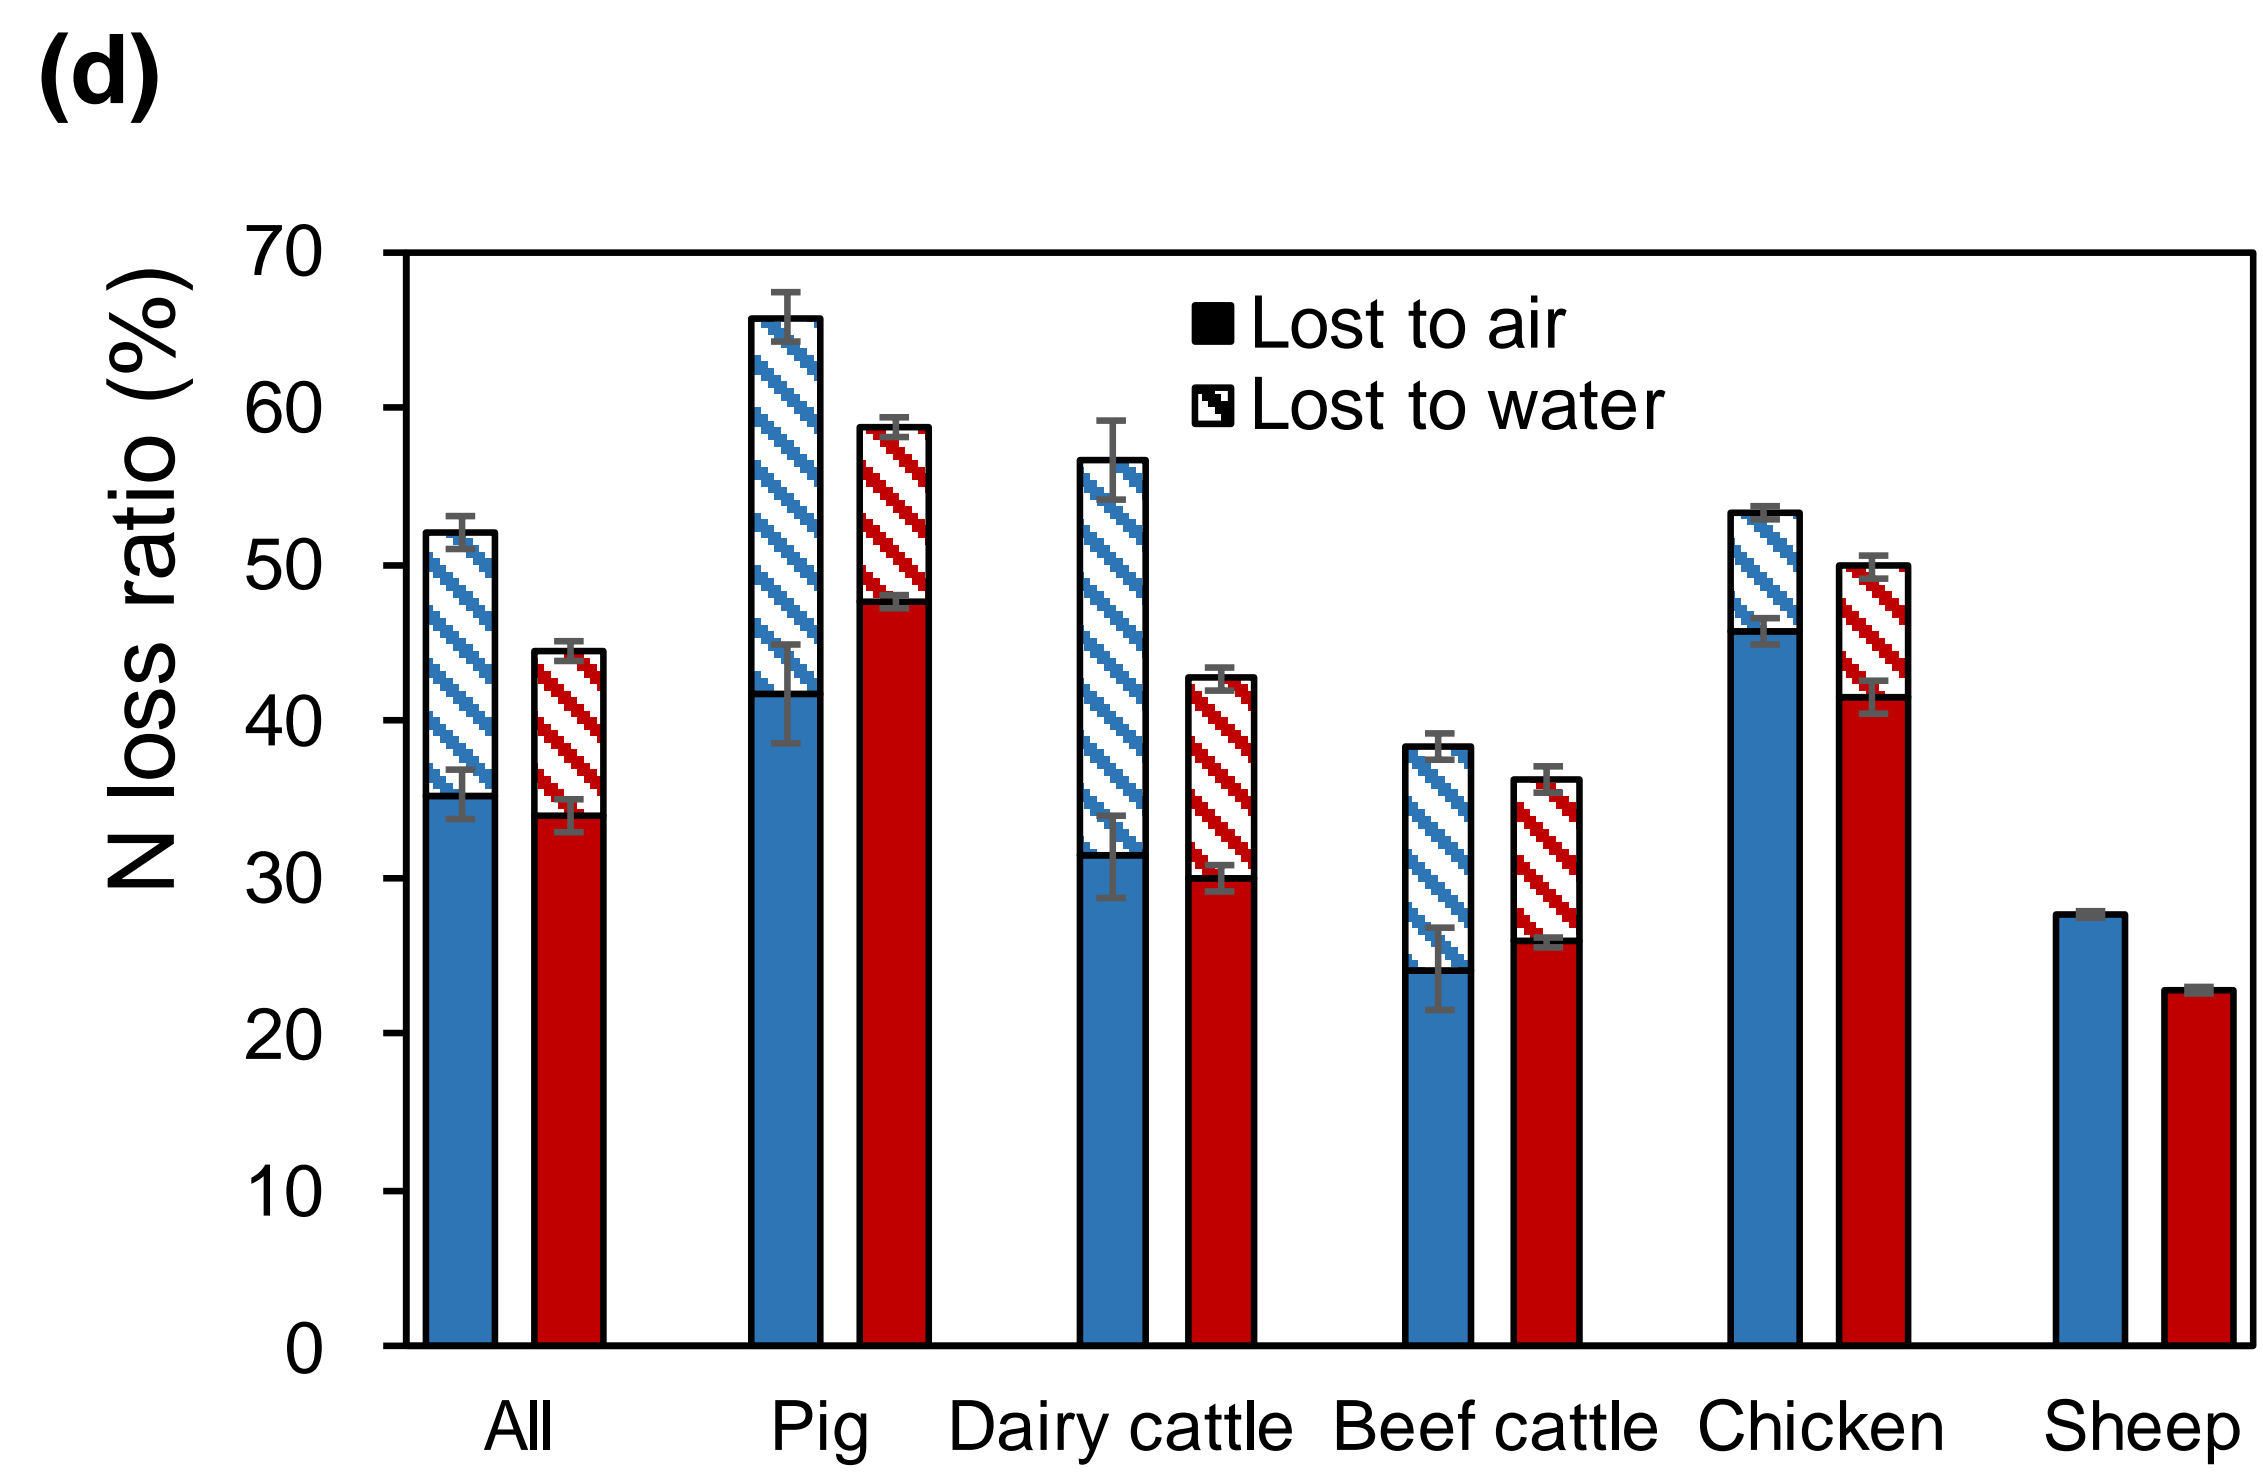 (d)
N loss ratio (%)
70
60
50
40
30
20
10
0
Lost to air
Lost to water
All Pig Dairy cattle Beef cattle Chicken Sheep